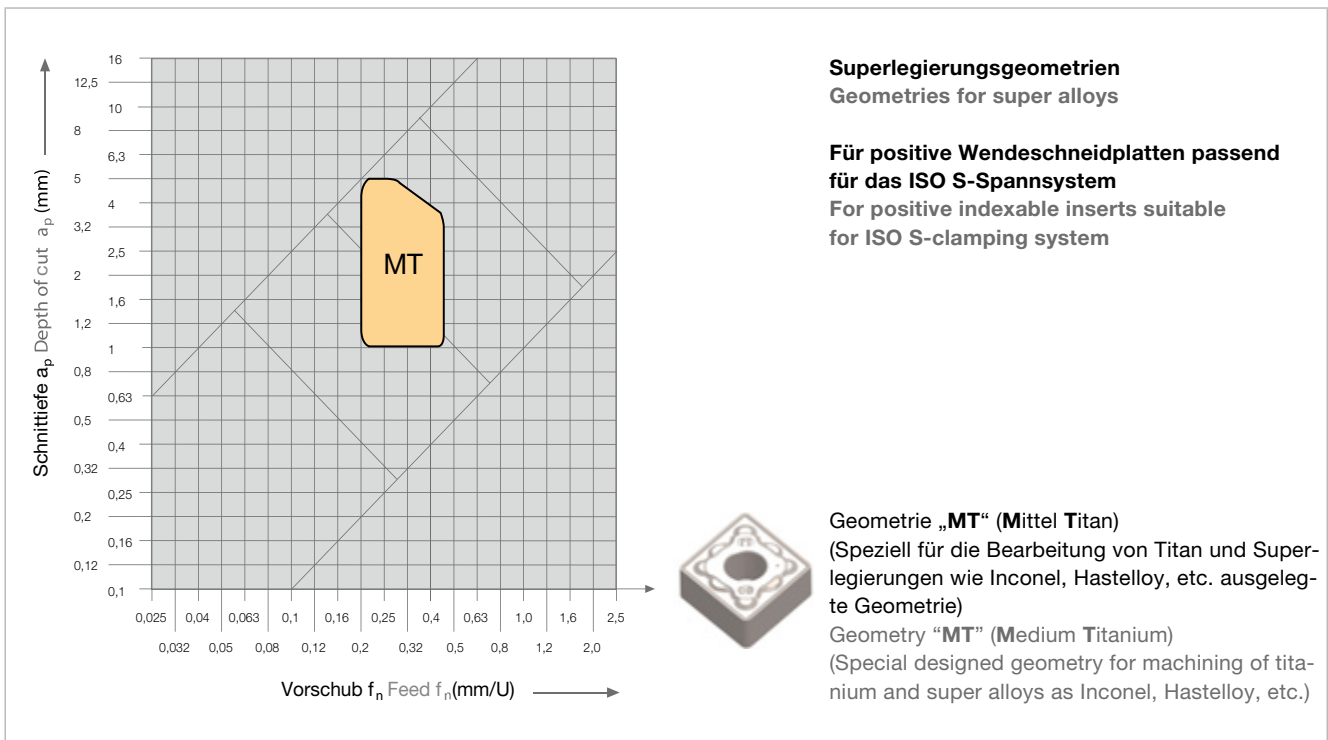 Schnittiefe aₚ Depth of cut aₚ (mm)
16
12,5
10
8
6,3
5
4
3,2
2,5
2
1,6
1,2
1
0,8
0,63
0,5
0,4
0,32
0,25
0,2
0,16
0,12
0,1
MT
0,025 0,04 0,063 0,1 0,16 0,25 0,4 0,63 1,0 1,6 2,5
0,032 0,05 0,08 0,12 0,2 0,32 0,5 0,8 1,2 2,0
Vorschub fₙ Feed fₙ(mm/U)
Superlegierungsgeometrien
Geometries for super alloys
Für positive Wendeschneidplatten passend
für das ISO S-Spannsystem
For positive indexable inserts suitable
for ISO S-clamping system
Geometrie „MT“ (Mittel Titan)
(Speziell für die Bearbeitung von Titan und Super-
legierungen wie Inconel, Hastelloy, etc. ausgeleg-
te Geometrie)
Geometry “MT” (Medium Titanium)
(Special designed geometry for machining of tita-
nium and super alloys as Inconel, Hastelloy, etc.)